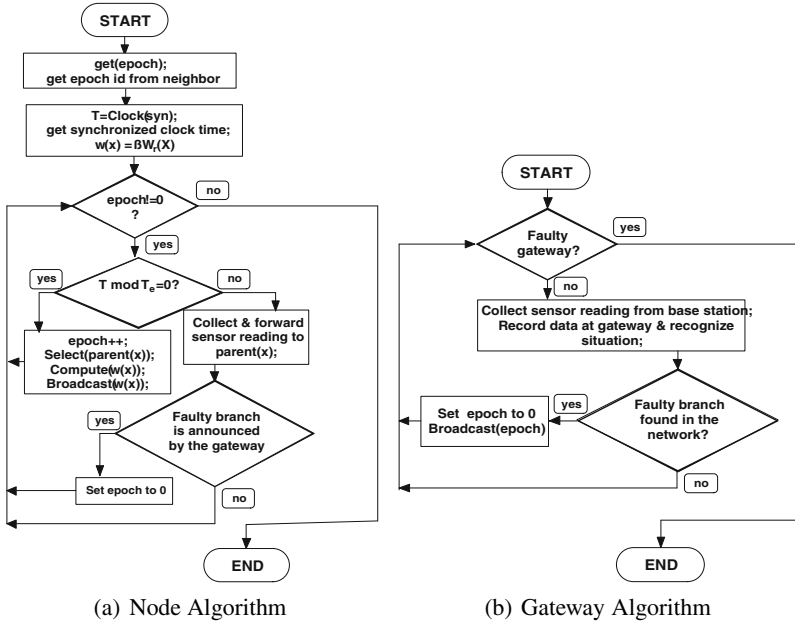 START
get(epoch);
get epoch id from neighbor
T=Clock(syn);
get synchronized clock time;
w(x) =ßWr(X)
epoch!=0
?
no
yes
T mod Te=0?
yes
no
epoch++;
Select(parent(x));
Compute(w(x));
Broadcast(w(x));
Collect & forward
sensor reading to
parent(x);
Faulty branch
is announced
by the gateway
yes
Set epoch to 0
no
END
(a) Node Algorithm
START
Faulty
gateway?
yes
no
Collect sensor reading from base station;
Record data at gateway & recognize
situation;
Faulty branch
found in the
network?
yes
Set epoch to 0
Broadcast(epoch)
no
END
(b) Gateway Algorithm